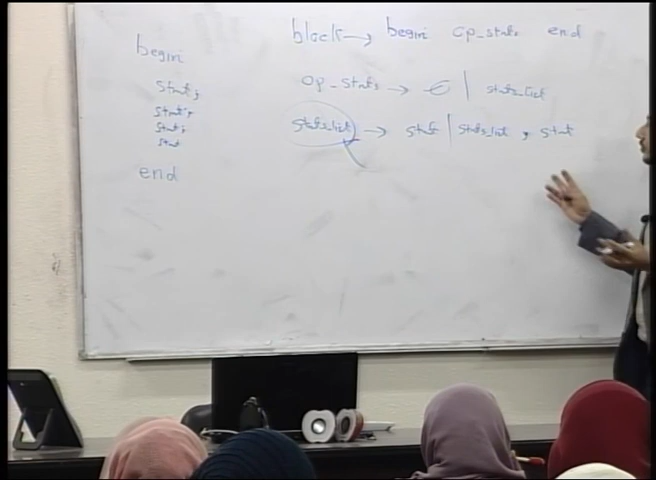 begin
stmt;
stmt;
stmt;
stmt
end
block → begin op_stmts end
op_stmts → ϵ | stmts_list
stmts_list → stmt | stmts_list ; stmt